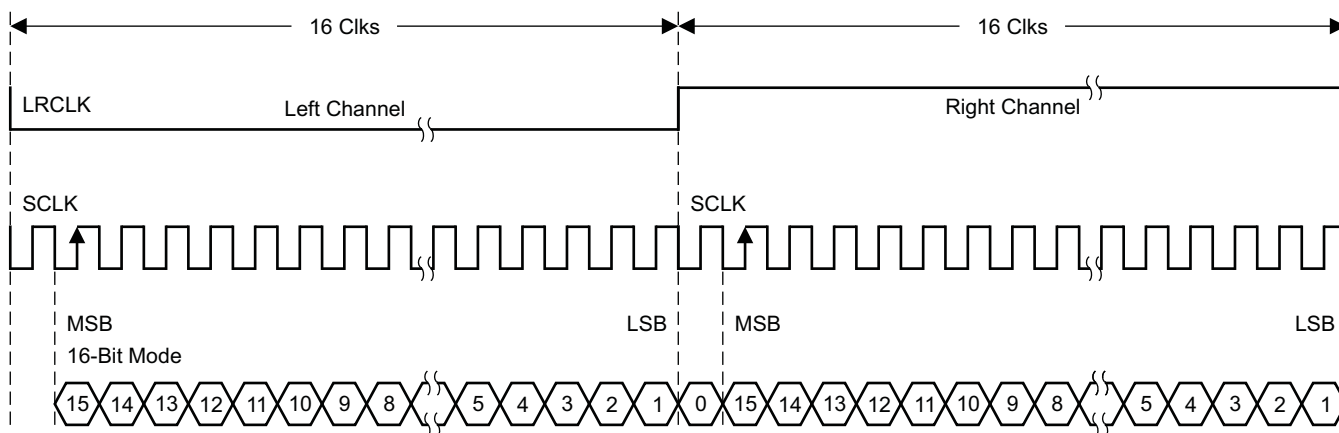 16 Clks 16 Clks
LRCLK Left Channel Right Channel
SCLK SCLK
MSB LSB MSB LSB
16-Bit Mode
15 14 13 12 11 10 9 8 5 4 3 2 1 0 15 14 13 12 11 10 9 8 5 4 3 2 1